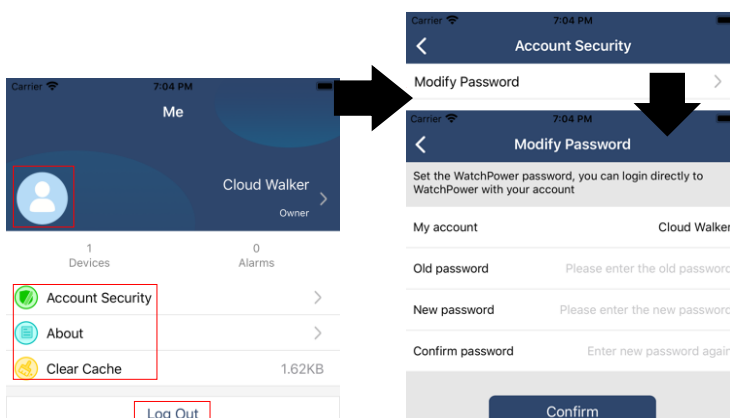 Carrier 7:04 PM
Me
Cloud Walker
Owner
1 0
Devices Alarms
Account Security
About
Clear Cache 1.62KB
Log Out
Carrier 7:04 PM
Account Security
Modify Password
Carrier 7:04 PM
Modify Password
Set the WatchPower password, you can login directly to
WatchPower with your account
My account Cloud Walker
Old password Please enter the old password
New password Please enter the new password
Confirm password Enter new password again
Confirm